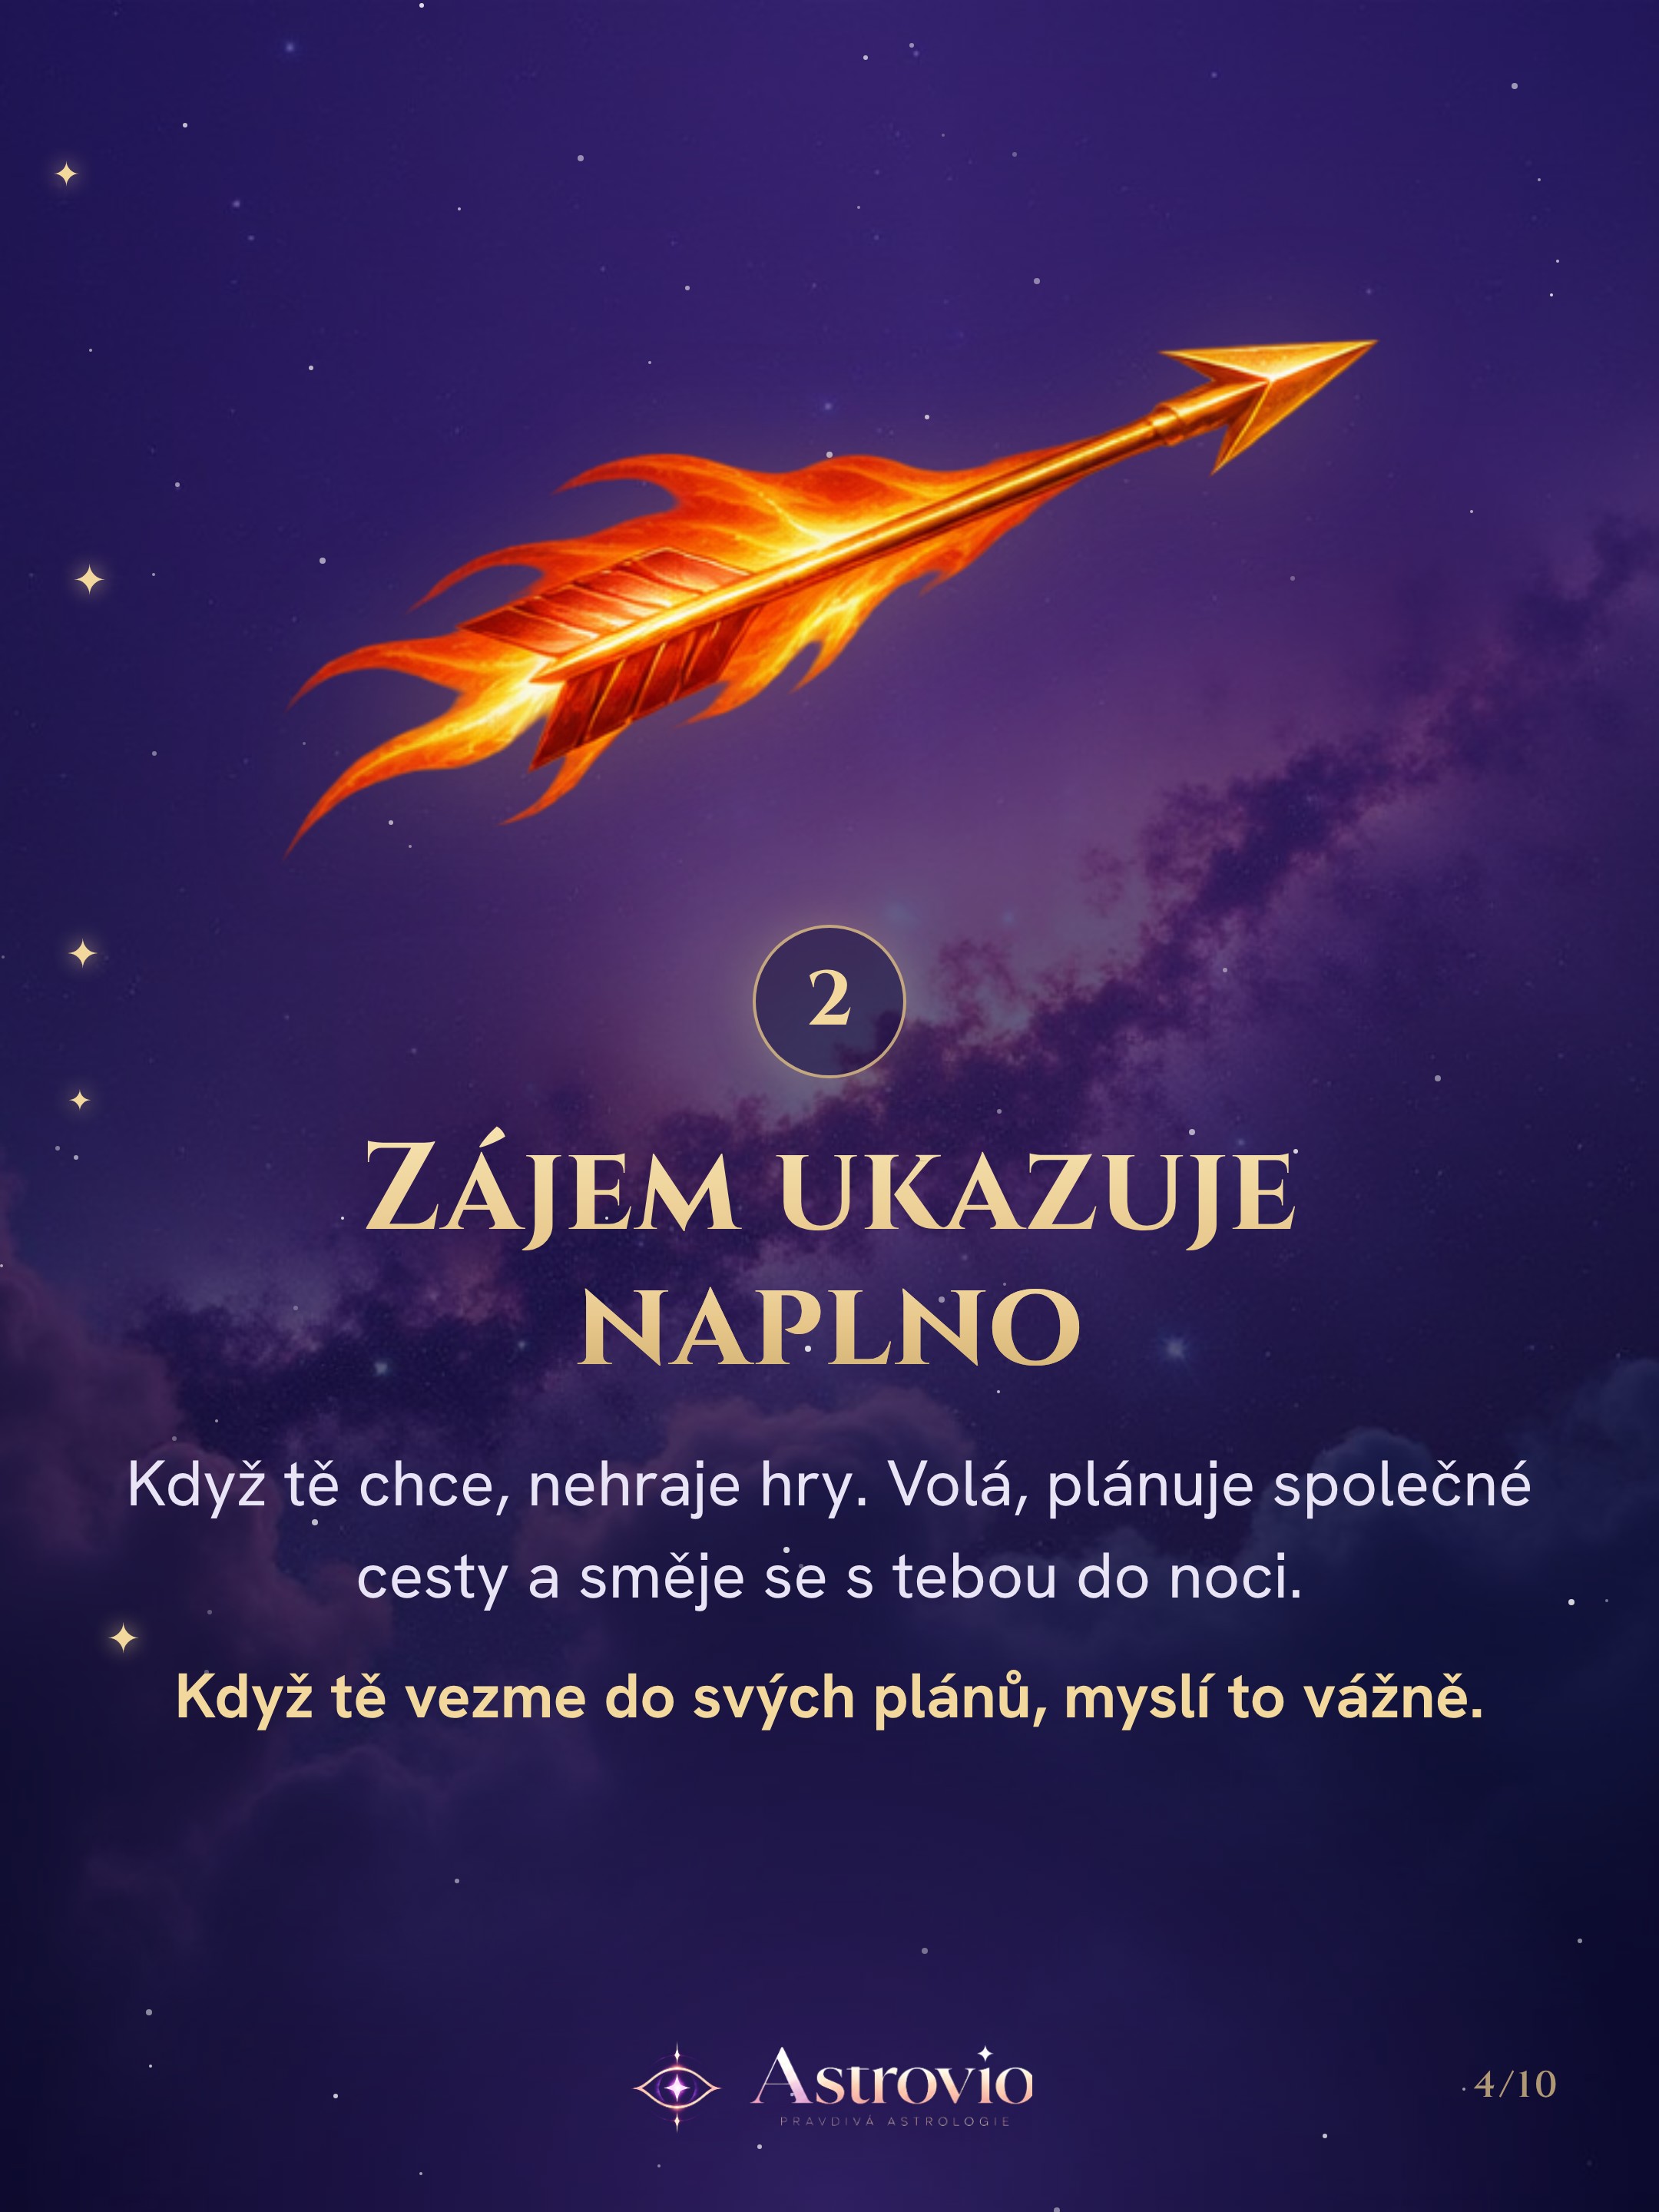 2
Zájem ukazuje
naplno
Když tě chce, nehraje hry. Volá, plánuje společné
cesty a směje se s tebou do noci.
Když tě vezme do svých plánů, myslí to vážně.
Astrovio
PRAVDIVÁ ASTROLOGIE
4/10